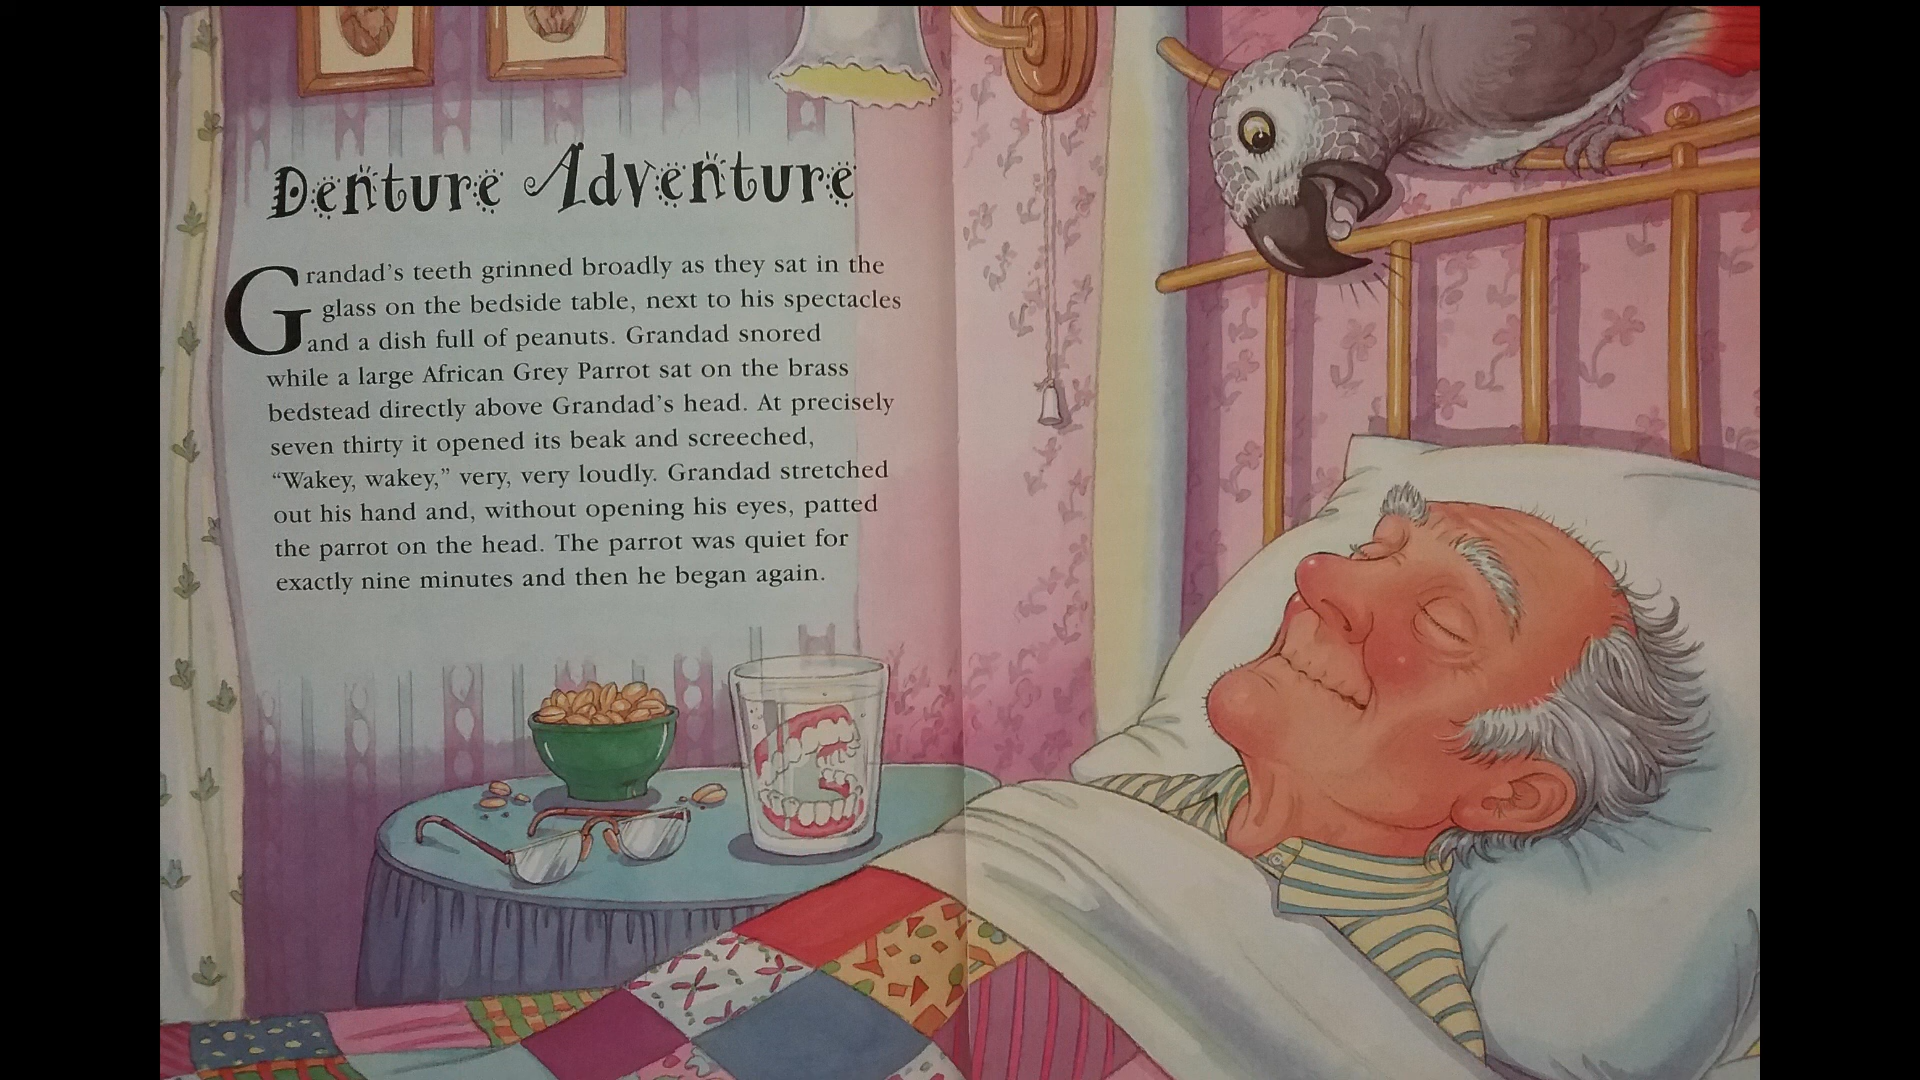 Denture Adventure
Grandad's teeth grinned broadly as they sat in the
glass on the bedside table, next to his spectacles
and a dish full of peanuts. Grandad snored
while a large African Grey Parrot sat on the brass
bedstead directly above Grandad's head. At precisely
seven thirty it opened its beak and screeched,
“Wakey, wakey,” very, very loudly. Grandad stretched
out his hand and, without opening his eyes, patted
the parrot on the head. The parrot was quiet for
exactly nine minutes and then he began again.